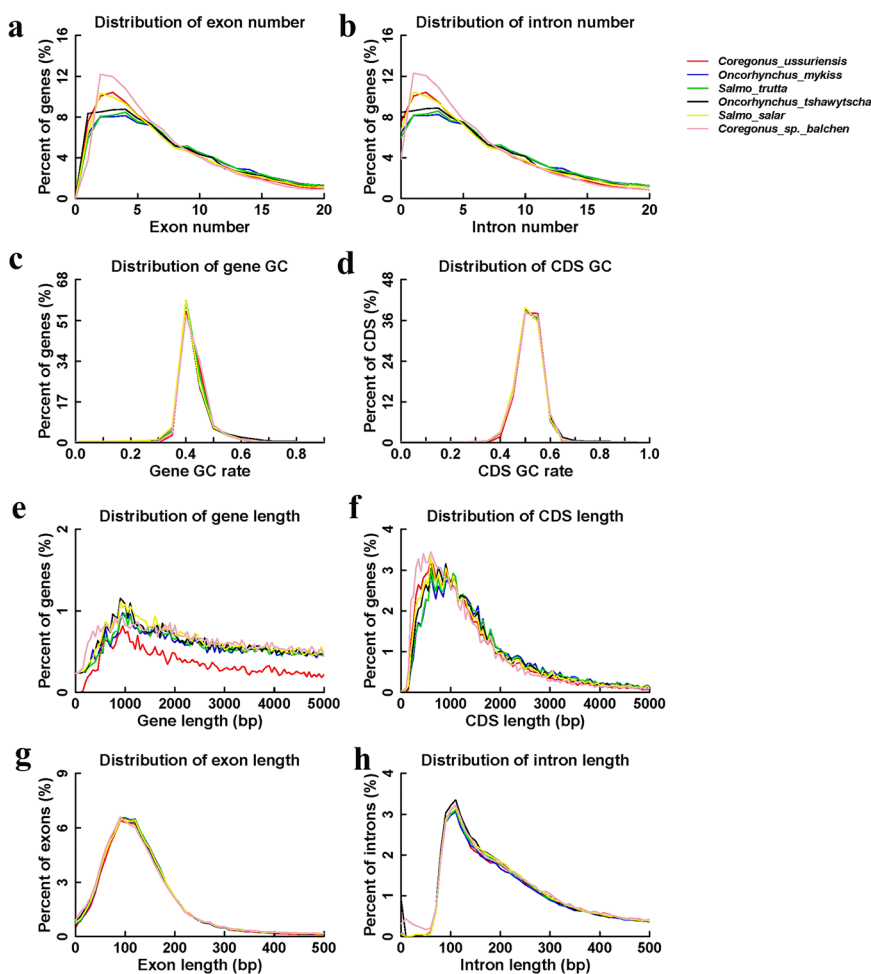 a
Distribution of exon number
Percent of genes (%)
0 4 8 12 16
0 5 10 15 20
Exon number
b
Distribution of intron number
Percent of genes (%)
0 4 8 12 16
0 5 10 15 20
Intron number
Coregonus_ussuriensis
Oncorhynchus_mykiss
Salmo_trutta
Oncorhynchus_tshawytscha
Salmo_salar
Coregonus_sp._balchen
c
Distribution of gene GC
Percent of genes (%)
0 17 34 51 68
0.0 0.2 0.4 0.6 0.8
Gene GC rate
d
Distribution of CDS GC
Percent of CDS (%)
0 12 24 36 48
0.0 0.2 0.4 0.6 0.8 1.0
CDS GC rate
e
Distribution of gene length
Percent of genes (%)
0 1 2
0 1000 2000 3000 4000 5000
Gene length (bp)
f
Distribution of CDS length
Percent of genes (%)
0 1 2 3 4
0 1000 2000 3000 4000 5000
CDS length (bp)
g
Distribution of exon length
Percent of exons (%)
0 3 6 9
0 100 200 300 400 500
Exon length (bp)
h
Distribution of intron length
Percent of introns (%)
0 1 2 3 4
0 100 200 300 400 500
Intron length (bp)